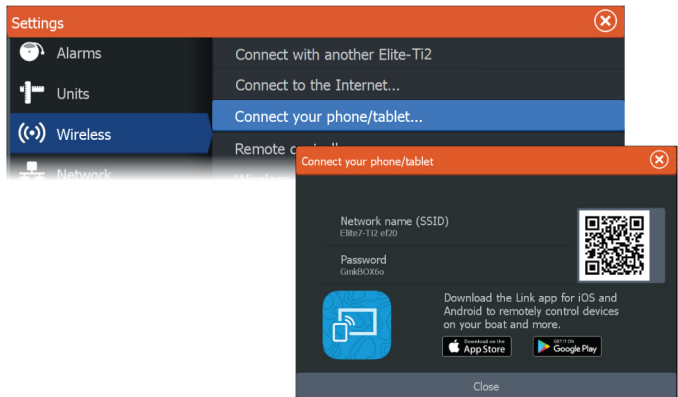 Settings
Alarms
Connect with another Elite-Ti2
Units
Connect to the Internet...
Connect your phone/tablet...
Wireless
Remote
Network
Connect your phone/tablet
Network name (SSID)
Elite7-Ti2 ef20
Password
GmkBOX6o
Download the Link app for iOS and
Android to remotely control devices
on your boat and more.
Download on the
App Store
GET IT ON
Google Play
Close